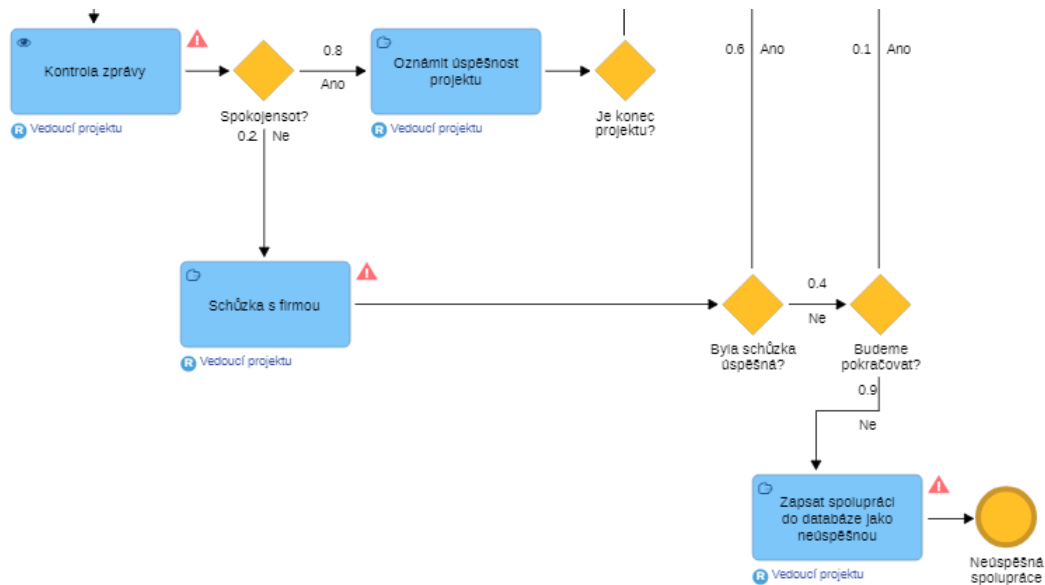 Kontrola zprávy
R Vedoucí projektu
Spokojensot?
0.8
Ano
0.2 Ne
Oznámit úspěšnost
projektu
R Vedoucí projektu
Je konec
projektu?
0.6 Ano
0.1 Ano
Schůzka s firmou
R Vedoucí projektu
Byla schůzka
úspěšná?
0.4
Ne
Budeme
pokračovat?
0.9
Ne
Zapsat spolupráci
do databáze jako
neúspěšnou
R Vedoucí projektu
Neúspěšná
spolupráce